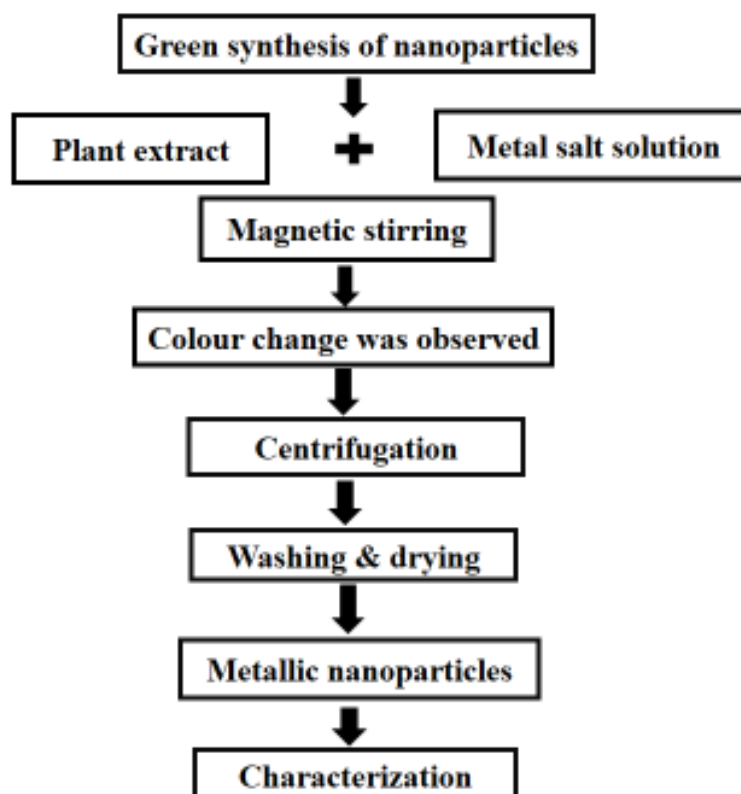 Green synthesis of nanoparticles
Plant extract
+
Metal salt solution
Magnetic stirring
Colour change was observed
Centrifugation
Washing & drying
Metallic nanoparticles
Characterization